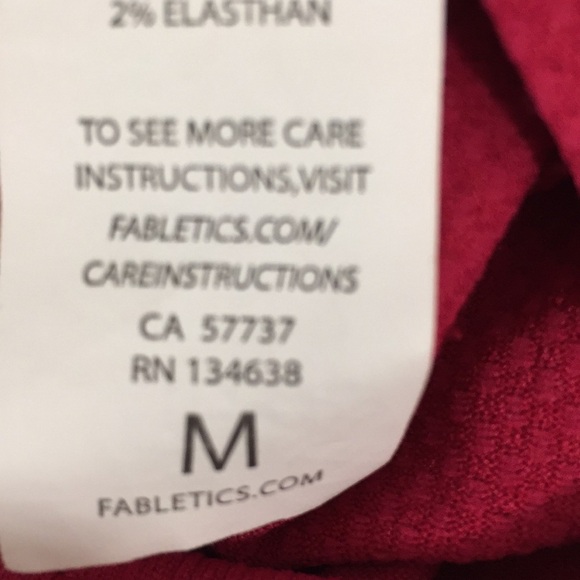 2% ELASTHAN
TO SEE MORE CARE
INSTRUCTIONS,VISIT
FABLETICS.COM/
CAREINSTRUCTIONS
CA 57737
RN 134638
M
FABLETICS.COM